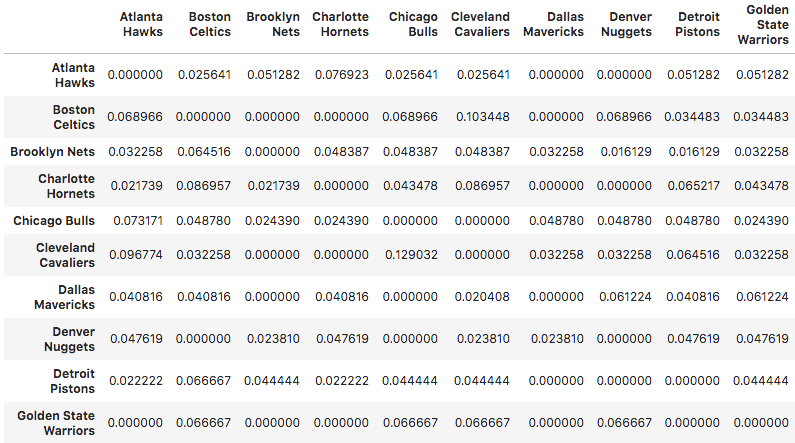 Atlanta Hawks Boston Celtics Brooklyn Nets Charlotte Hornets Chicago Bulls Cleveland Cavaliers Dallas Mavericks Denver Nuggets Detroit Pistons Golden State Warriors
Atlanta Hawks 0.000000 0.025641 0.051282 0.076923 0.025641 0.025641 0.000000 0.000000 0.051282 0.051282
Boston Celtics 0.068966 0.000000 0.000000 0.000000 0.068966 0.103448 0.000000 0.068966 0.034483 0.034483
Brooklyn Nets 0.032258 0.064516 0.000000 0.048387 0.048387 0.048387 0.032258 0.016129 0.016129 0.032258
Charlotte Hornets 0.021739 0.086957 0.021739 0.000000 0.043478 0.086957 0.000000 0.000000 0.065217 0.043478
Chicago Bulls 0.073171 0.048780 0.024390 0.024390 0.000000 0.000000 0.048780 0.048780 0.048780 0.024390
Cleveland Cavaliers 0.096774 0.032258 0.000000 0.000000 0.129032 0.000000 0.032258 0.032258 0.064516 0.032258
Dallas Mavericks 0.040816 0.040816 0.000000 0.040816 0.000000 0.020408 0.000000 0.061224 0.040816 0.061224
Denver Nuggets 0.047619 0.000000 0.023810 0.047619 0.000000 0.023810 0.023810 0.000000 0.047619 0.047619
Detroit Pistons 0.022222 0.066667 0.044444 0.022222 0.044444 0.044444 0.000000 0.000000 0.000000 0.044444
Golden State Warriors 0.000000 0.066667 0.000000 0.000000 0.066667 0.066667 0.000000 0.066667 0.000000 0.000000